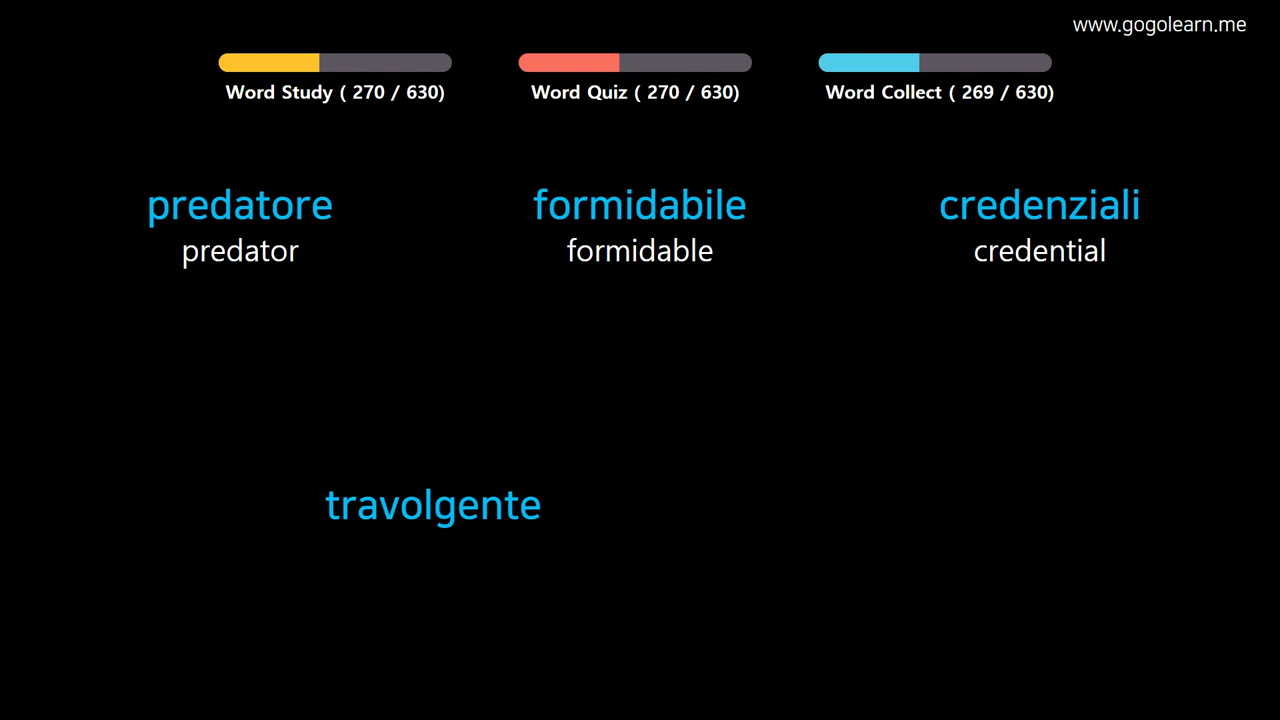 www.gogolearn.me
Word Study ( 270 / 630)
Word Quiz ( 270 / 630)
Word Collect ( 269 / 630)
predatore
predator
formidabile
formidable
credenziali
credential
travolgente